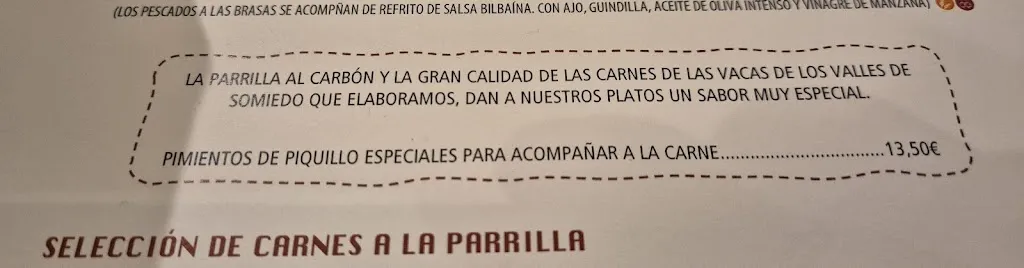 (LOS PESCADOS A LAS BRASAS SE ACOMPÑAN DE REFRITO DE SALSA BILBAÍNA. CON AJO, GUINDILLA, ACEITE DE OLIVA INTENSO Y VINAGRE DE MANZANA)
LA PARRILLA AL CARBÓN Y LA GRAN CALIDAD DE LAS CARNES DE LAS VACAS DE LOS VALLES DE
SOMIEDO QUE ELABORAMOS, DAN A NUESTROS PLATOS UN SABOR MUY ESPECIAL.
PIMIENTOS DE PIQUILLO ESPECIALES PARA ACOMPAÑAR A LA CARNE..............................13,50€
SELECCIÓN DE CARNES A LA PARRILLA